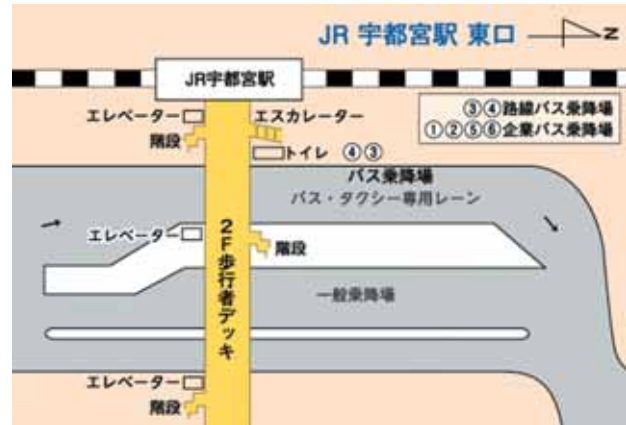 JR 宇都宮駅 東口
N
JR宇都宮駅
③④路線バス乗降場
①②⑤⑥企業バス乗降場
エレベーター
エスカレーター
階段
トイレ ④③
バス乗降場
バス・タクシー専用レーン
2F歩行者デッキ
エレベーター
階段
一般乗降場
エレベーター
階段